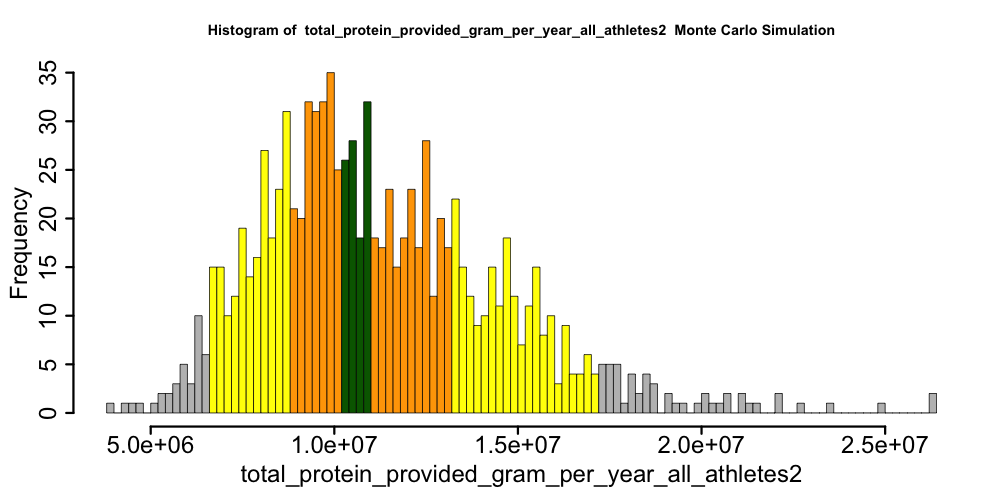 Histogram of  total_protein_provided_gram_per_year_all_athletes2  Monte Carlo Simulation
35
30
25
20
15
10
5
0
Frequency
5.0e+06 1.0e+07 1.5e+07 2.0e+07 2.5e+07
total_protein_provided_gram_per_year_all_athletes2